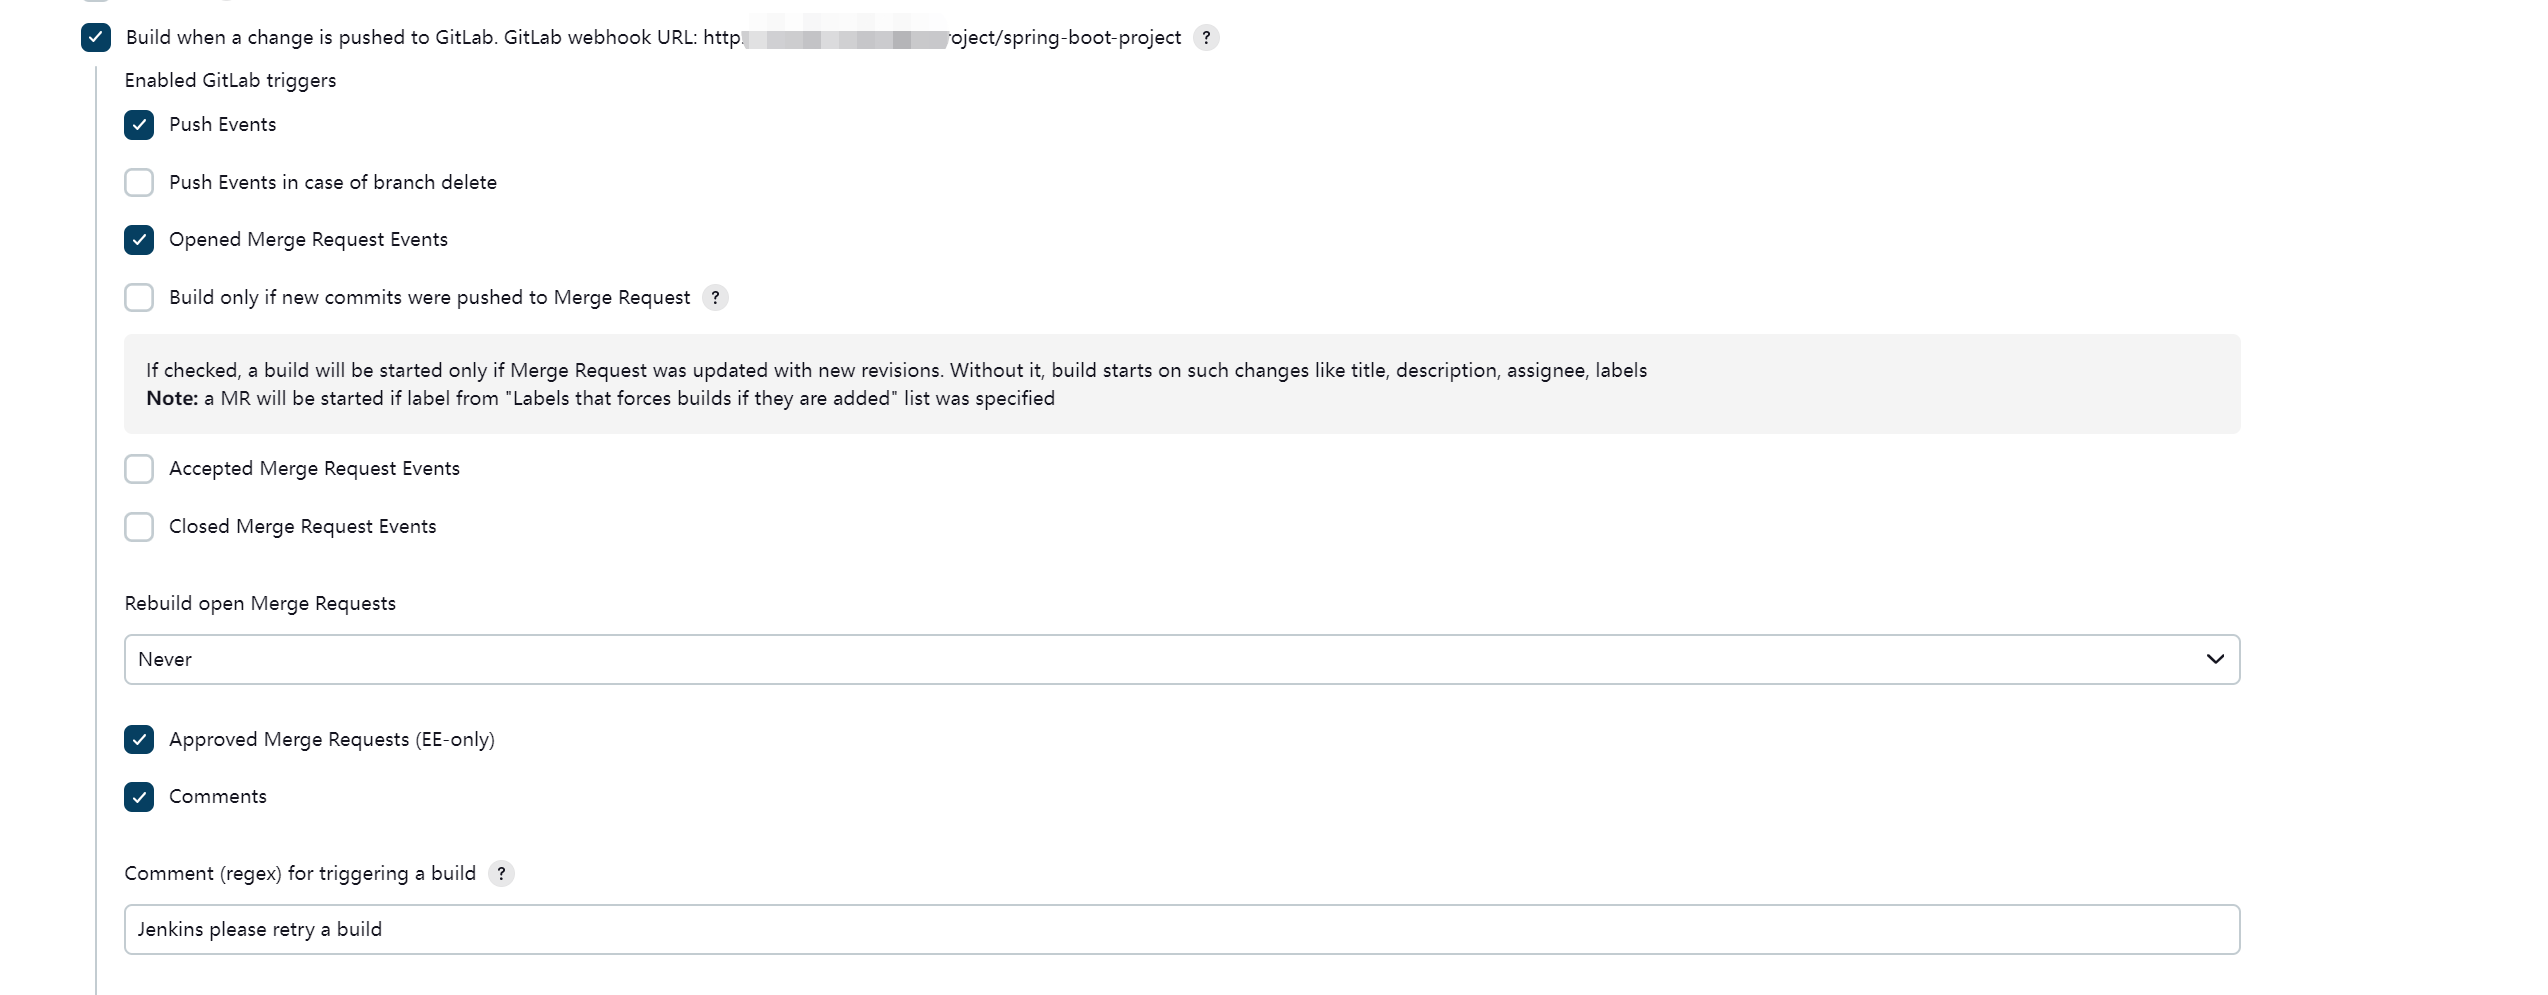 Build when a change is pushed to GitLab. GitLab webhook URL: http oject/spring-boot-project ?
Enabled GitLab triggers
Push Events
Push Events in case of branch delete
Opened Merge Request Events
Build only if new commits were pushed to Merge Request ?
If checked, a build will be started only if Merge Request was updated with new revisions. Without it, build starts on such changes like title, description, assignee, labels
Note: a MR will be started if label from "Labels that forces builds if they are added" list was specified
Accepted Merge Request Events
Closed Merge Request Events
Rebuild open Merge Requests
Never
Approved Merge Requests (EE-only)
Comments
Comment (regex) for triggering a build ?
Jenkins please retry a build